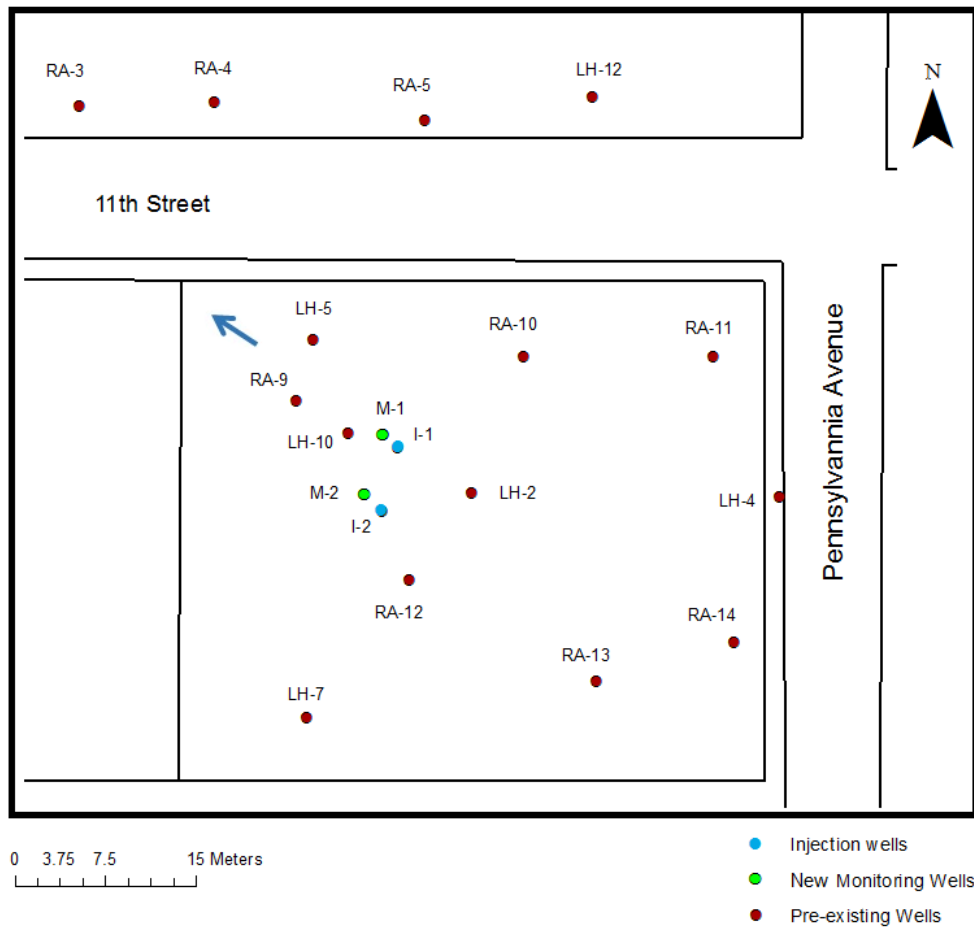 RA-3
RA-4
RA-5
LH-12
N
11th Street
LH-5
RA-10
RA-11
RA-9
M-1
I-1
LH-10
M-2
LH-2
LH-4
I-2
Pennsylvannia Avenue
RA-12
RA-14
RA-13
LH-7
0 3.75 7.5 15 Meters
Injection wells
New Monitoring Wells
Pre-existing Wells